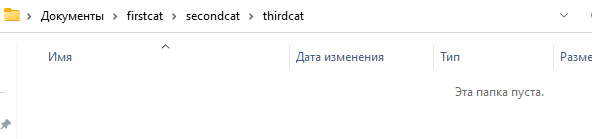 Документы firstcat secondcat thirdcat
Имя Дата изменения Тип Разме
Эта папка пуста.